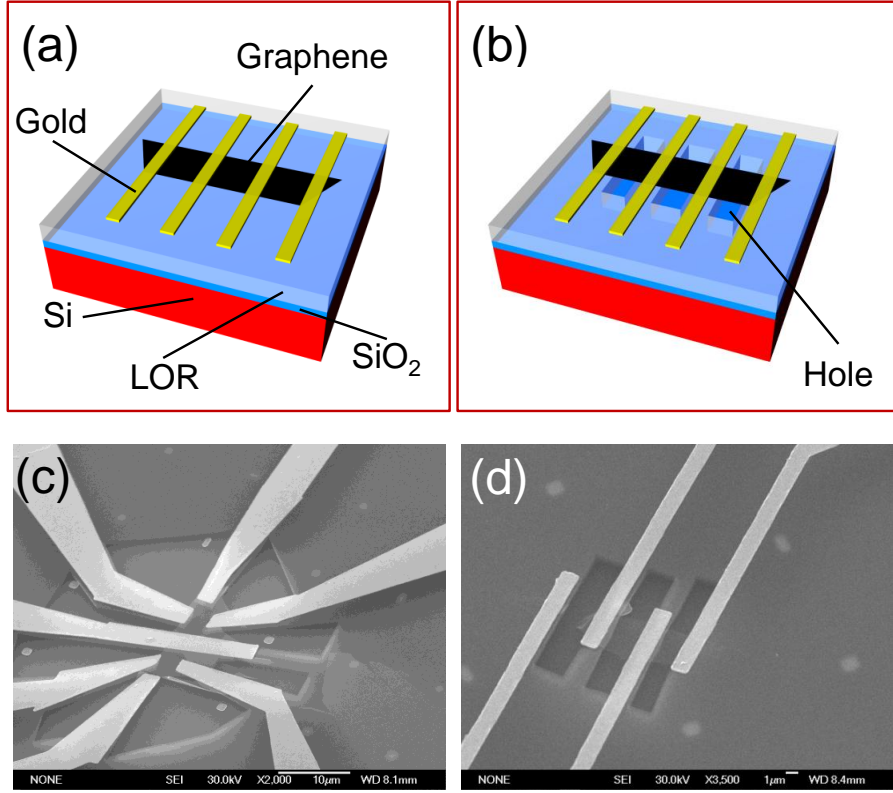 (a)
Graphene
Gold
Si
LOR
SiO₂
(b)
Hole
(c)
NONE SEI 30.0kV X2,000 10μm WD 8.1mm
(d)
NONE SEI 30.0kV X3,500 1μm WD 8.4mm